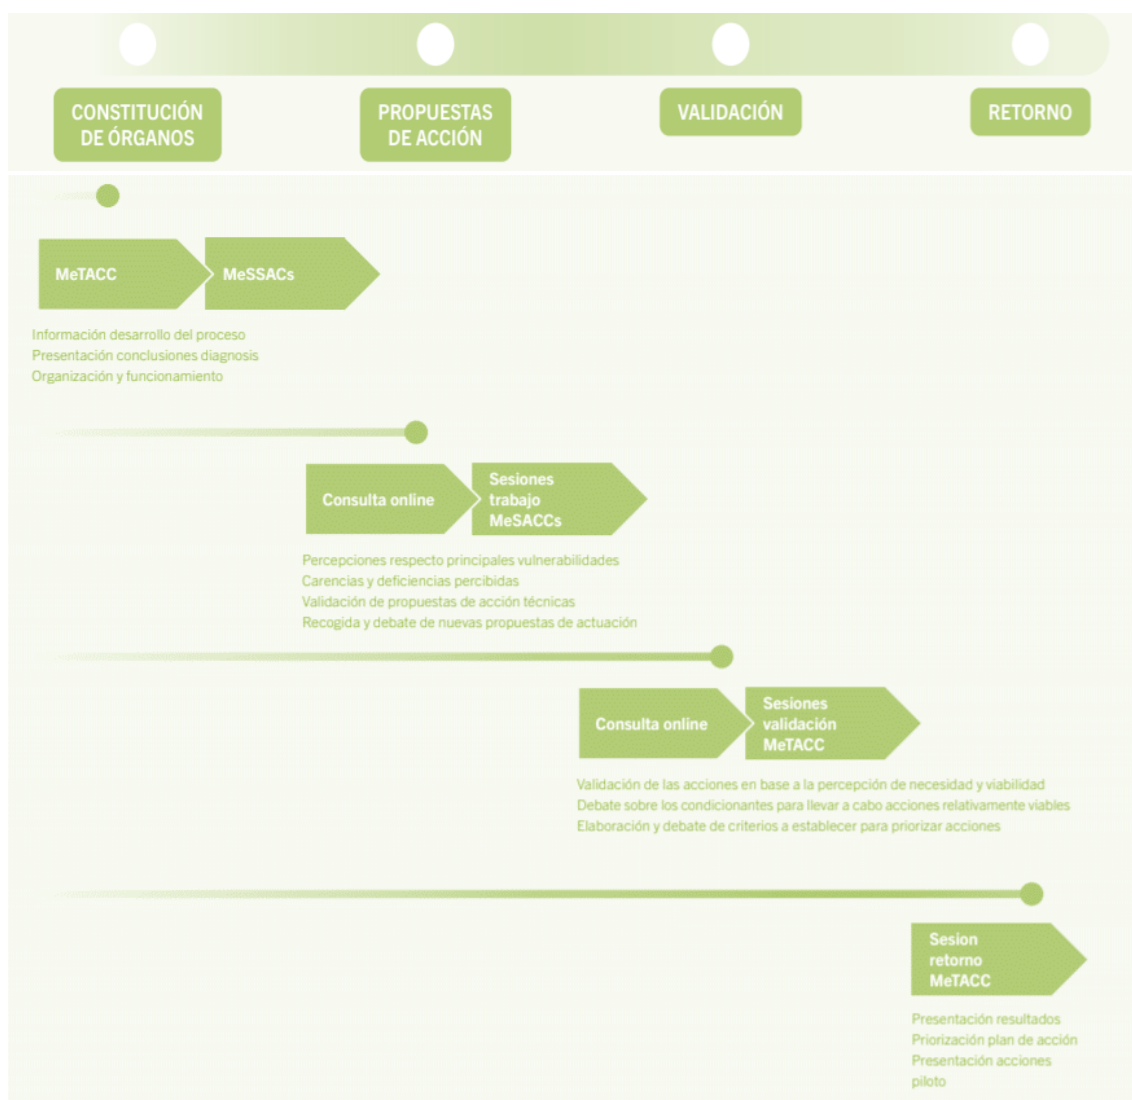 CONSTITUCIÓN
DE ÓRGANOS
PROPUESTAS
DE ACCIÓN
VALIDACIÓN
RETORNO
MeTACC
MeSSACs
Información desarrollo del proceso
Presentación conclusiones diagnosis
Organización y funcionamiento
Consulta online
Sesiones
trabajo
MeSACCs
Percepciones respecto principales vulnerabilidades
Carencias y deficiencias percibidas
Validación de propuestas de acción técnicas
Recogida y debate de nuevas propuestas de actuación
Consulta online
Sesiones
validación
MeTACC
Validación de las acciones en base a la percepción de necesidad y viabilidad
Debate sobre los condicionantes para llevar a cabo acciones relativamente viables
Elaboración y debate de criterios a establecer para priorizar acciones
Sesion
retorno
MeTACC
Presentación resultados
Priorización plan de acción
Presentación acciones
piloto